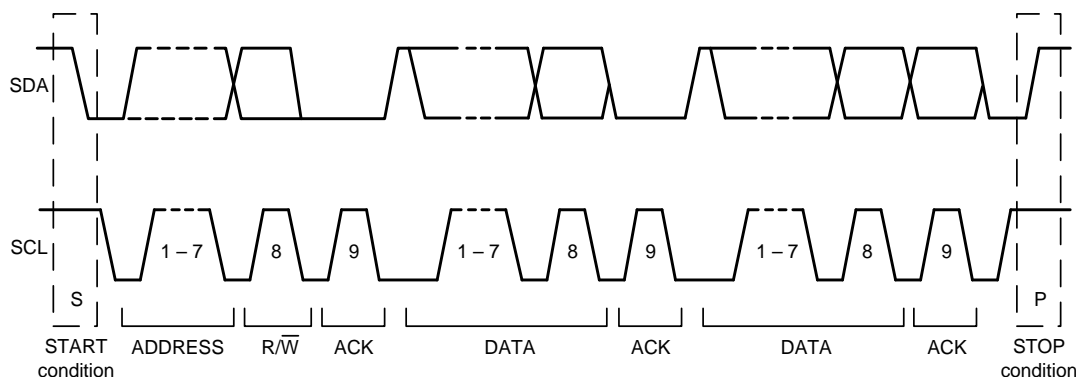 SDA
SCL
1 – 7
8
9
1 – 7
8
9
1 – 7
8
9
S
P
START
condition
ADDRESS
R/W̅
ACK
DATA
ACK
DATA
ACK
STOP
condition